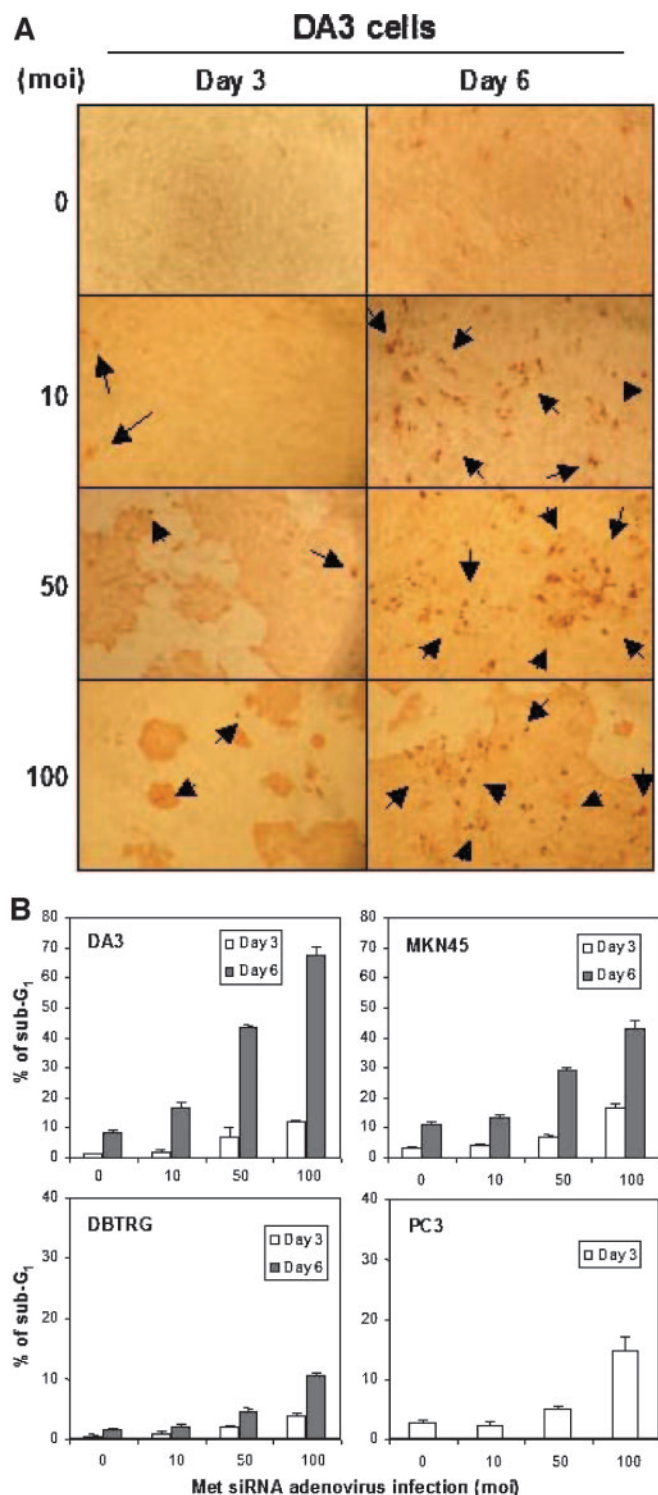 A
DA3 cells
(moi)
Day 3
Day 6
0
10
50
100
B
% of sub-G₁
80
70
60
50
40
30
20
10
0
DA3
Day 3
Day 6
0 10 50 100
80
70
60
50
40
30
20
10
0
MKN45
Day 3
Day 6
0 10 50 100
% of sub-G₁
40
30
20
10
0
DBTRG
Day 3
Day 6
0 10 50 100
40
30
20
10
0
PC3
Day 3
0 10 50 100
Met siRNA adenovirus infection (moi)